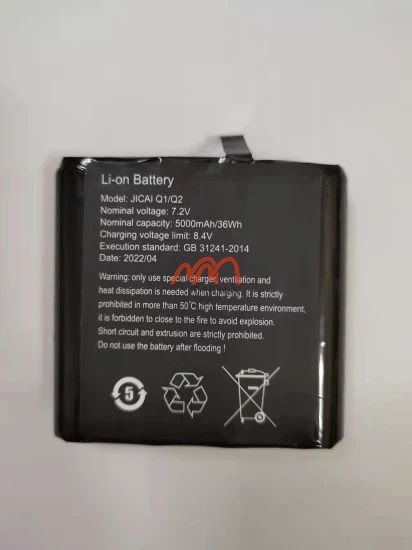 Li-on Battery
Model: JICAI Q1/Q2
Nominal voltage: 7.2V
Nominal capacity: 5000mAh/36Wh
Charging voltage limit: 8.4V
Execution standard: GB 31241-2014
Date: 2022/04
Warning: only use special charger, ventilation and
heat dissipation is needed when charging. It is strictly
prohibited in more than 50℃ high temperature environment,
it is forbidden to close to the fire to avoid explosion.
Short circuit and extrusion are strictly prohibited.
Do not use the battery after flooding !
5